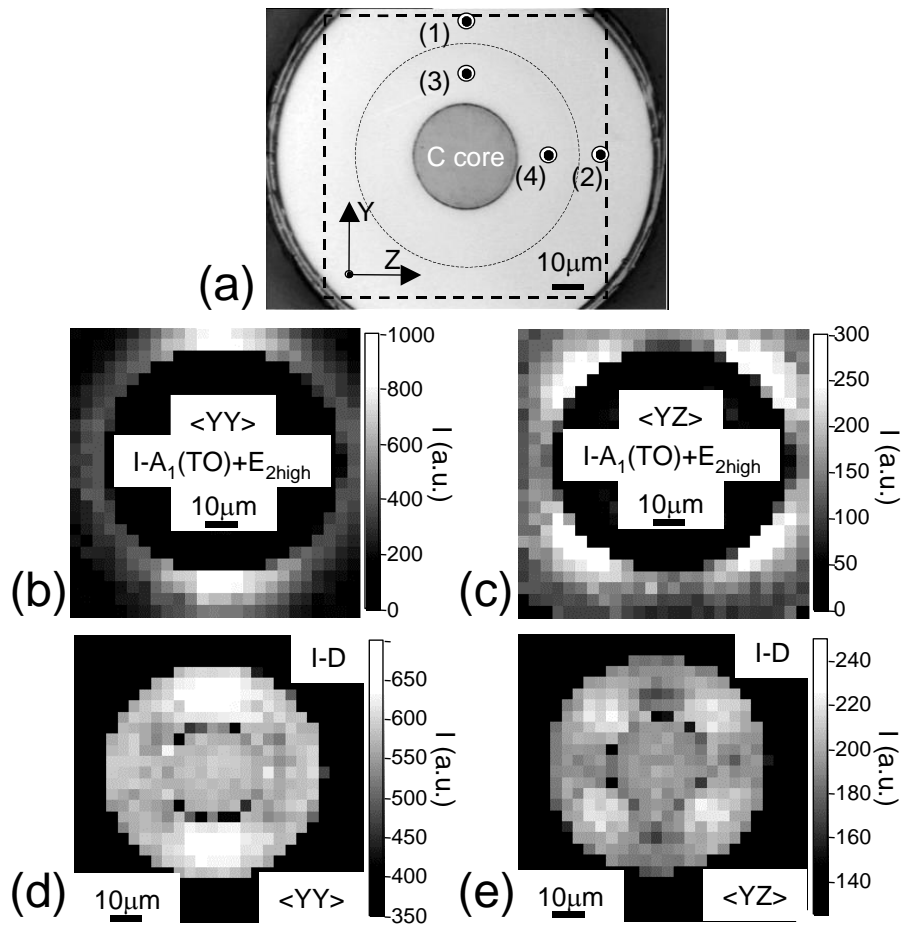 (a)
(1)
(3)
C core
(4)
(2)
Y
Z
10μm
(b)
<YY>
I-A1(TO)+E2high
10μm
1000
800
600
400
200
0
I (a.u.)
(c)
<YZ>
I-A1(TO)+E2high
10μm
300
250
200
150
100
50
0
I (a.u.)
(d)
I-D
10μm
<YY>
650
600
550
500
450
400
350
I (a.u.)
(e)
I-D
10μm
<YZ>
240
220
200
180
160
140
I (a.u.)